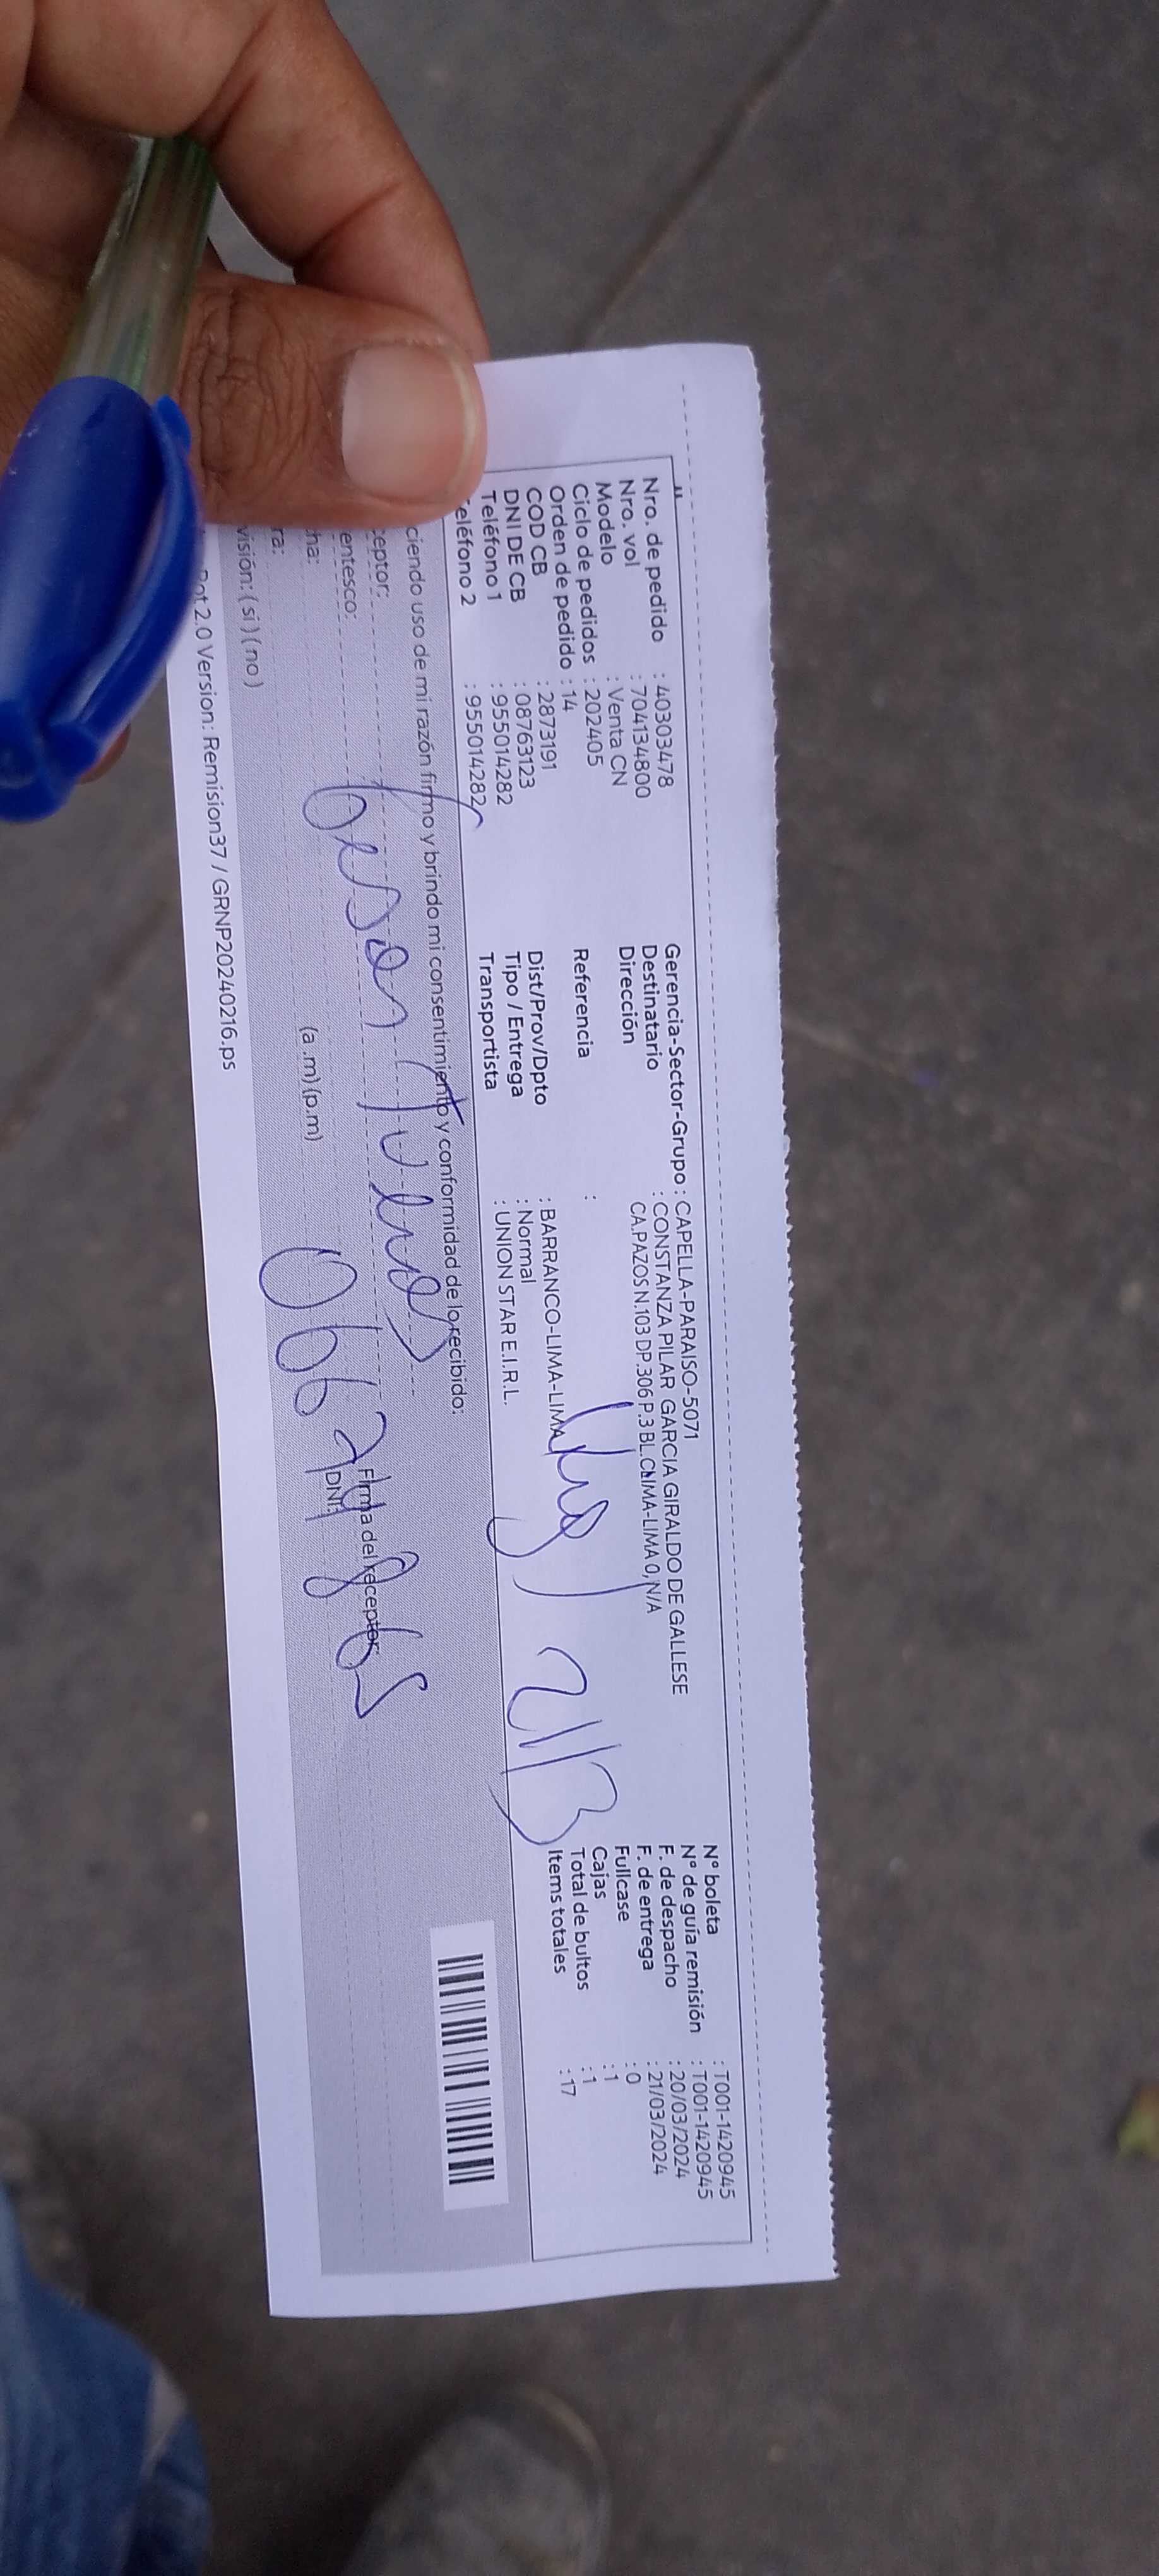 Nro. de pedido : 40303478
Nro. vol : 704134800
Modelo : Venta CN
Ciclo de pedidos : 202405
Orden de pedido : 14
COD CB : 2873191
DNI DE CB : 08763123
Teléfono 1 : 955014282
eléfono 2 : 955014282
Gerencia-Sector-Grupo : CAPELLA-PARAISO-5071
Destinatario : CONSTANZA PILAR GARCIA GIRALDO DE GALLESE
Dirección CA.PAZOS N.103 DP.306 P.3 BL. LIMA-LIMA 0, N/A
Referencia :
Dist/Prov/Dpto : BARRANCO-LIMA-LIMA
Tipo / Entrega : Normal
Transportista : UNION STAR E.I.R.L.
N° boleta : T001-1420945
N° de guía remisión : T001-1420945
F. de despacho : 20/03/2024
F. de entrega : 21/03/2024
Fullcase : 0
Cajas : 1
Total de bultos : 1
Items totales : 17
21/3
ciendo uso de mi razón firmo y brindo mi consentimiento y conformidad de lo recibido:
ceptor:
entesco:
ha: (a .m) (p.m)
ra:
Firma del receptor:
DNI:
visión: ( si ) ( no )
Dot 2.0 Version: Remision37 / GRNP20240216.ps